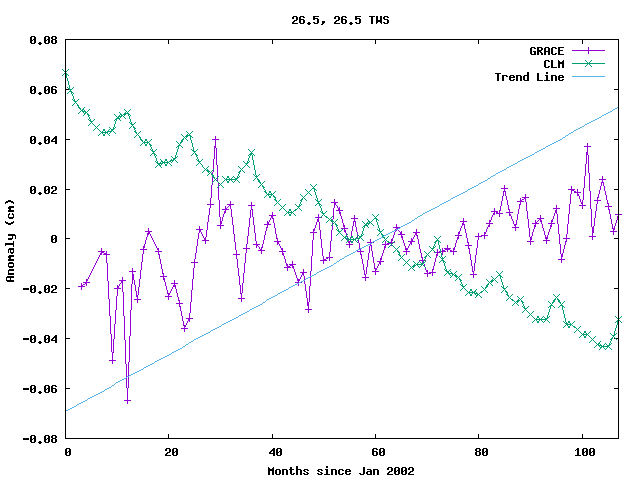 26.5, 26.5 TWS
GRACE
CLM
Trend Line
0.08
0.06
0.04
0.02
0
-0.02
-0.04
-0.06
-0.08
Anomaly (cm)
0 20 40 60 80 100
Months since Jan 2002